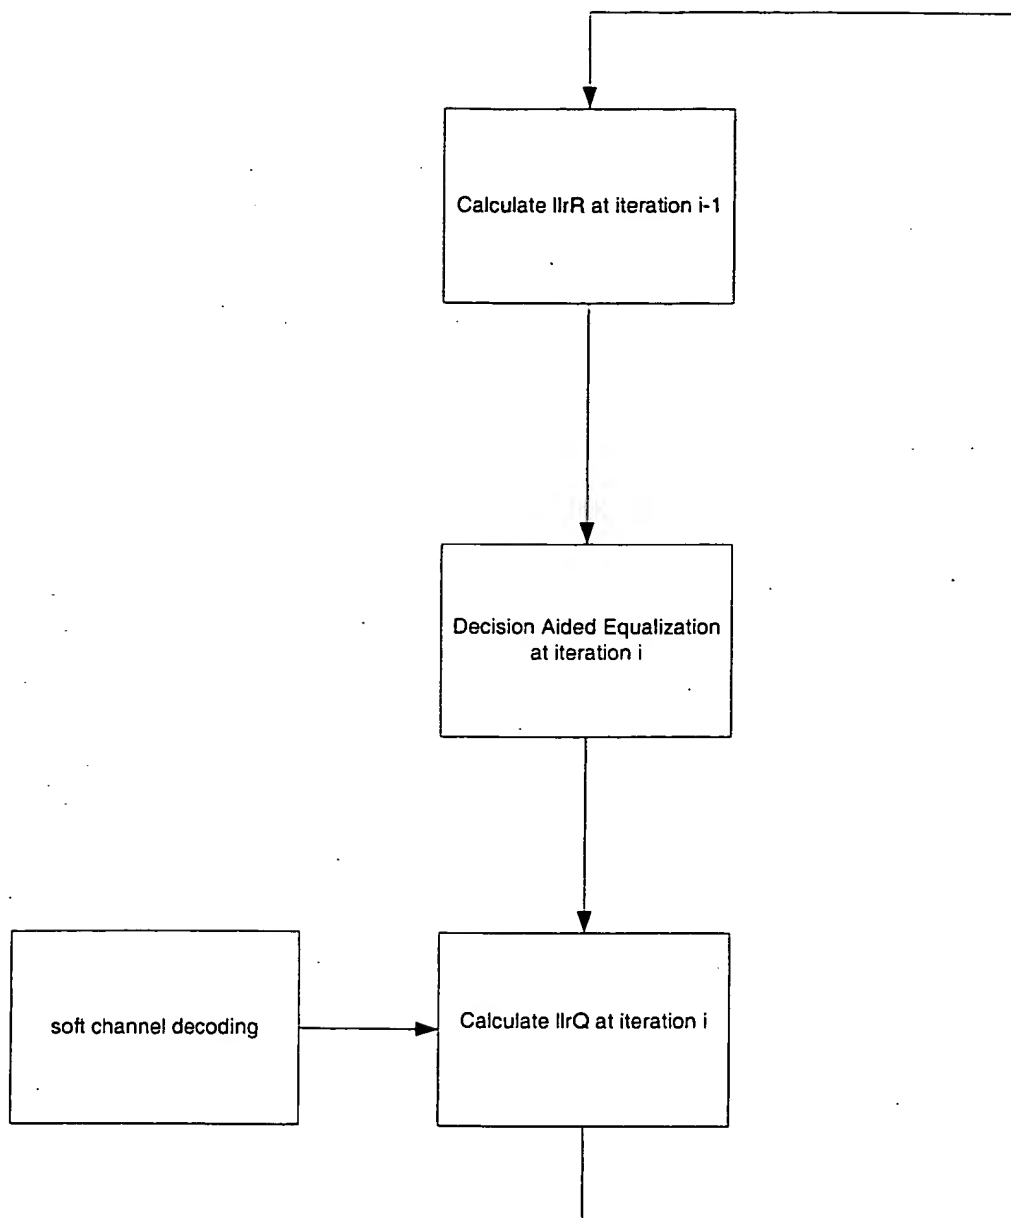 Calculate llrR at iteration i-1
Decision Aided Equalization
at iteration i
soft channel decoding
Calculate llrQ at iteration i